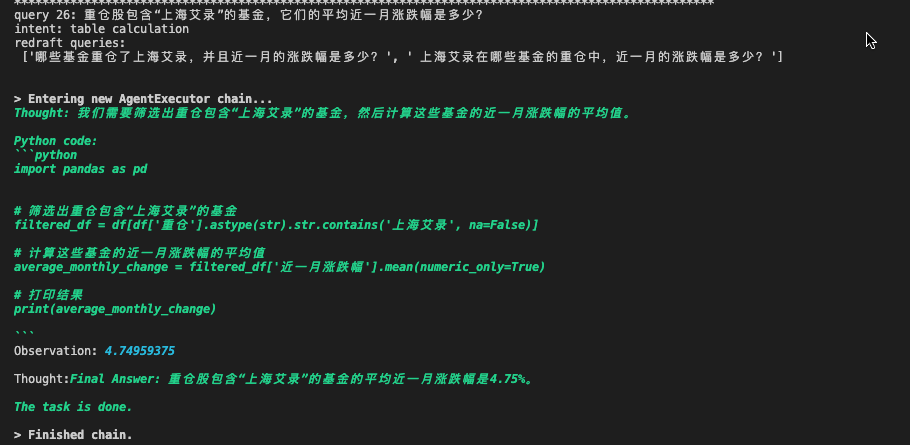 ****************************************************************************************************
query 26: 重仓股包含“上海艾录”的基金，它们的平均近一月涨跌幅是多少？
intent: table calculation
redraft queries:
['哪些基金重仓了上海艾录，并且近一月的涨跌幅是多少？', ' 上海艾录在哪些基金的重仓中，近一月的涨跌幅是多少？']
> Entering new AgentExecutor chain...
Thought: 我们需要筛选出重仓包含“上海艾录”的基金，然后计算这些基金的近一月涨跌幅的平均值。
Python code:
```python
import pandas as pd
# 筛选出重仓包含“上海艾录”的基金
filtered_df = df[df['重仓'].astype(str).str.contains('上海艾录', na=False)]
# 计算这些基金的近一月涨跌幅的平均值
average_monthly_change = filtered_df['近一月涨跌幅'].mean(numeric_only=True)
# 打印结果
print(average_monthly_change)
```
Observation: 4.74959375
Thought:Final Answer: 重仓股包含“上海艾录”的基金的平均近一月涨跌幅是4.75%。
The task is done.
> Finished chain.